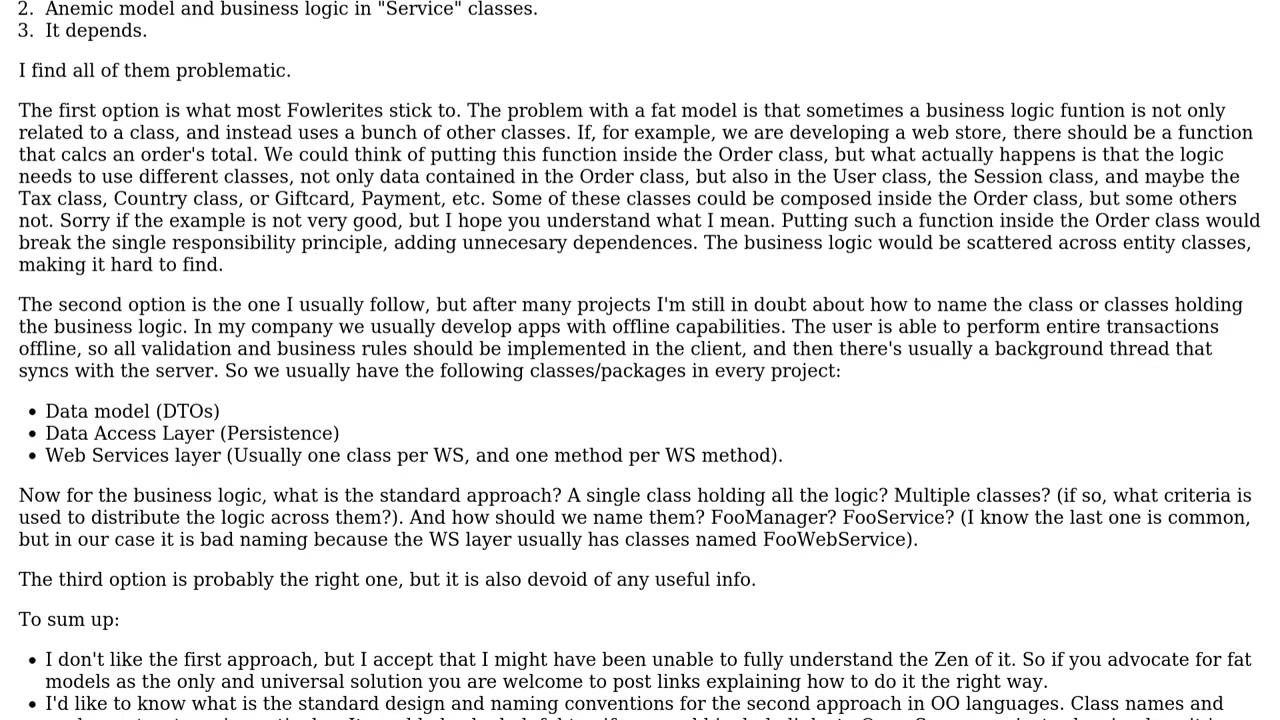 2. Anemic model and business logic in "Service" classes.
3. It depends.
I find all of them problematic.
The first option is what most Fowlerites stick to. The problem with a fat model is that sometimes a business logic funtion is not only
related to a class, and instead uses a bunch of other classes. If, for example, we are developing a web store, there should be a function
that calcs an order's total. We could think of putting this function inside the Order class, but what actually happens is that the logic
needs to use different classes, not only data contained in the Order class, but also in the User class, the Session class, and maybe the
Tax class, Country class, or Giftcard, Payment, etc. Some of these classes could be composed inside the Order class, but some others
not. Sorry if the example is not very good, but I hope you understand what I mean. Putting such a function inside the Order class would
break the single responsibility principle, adding unnecesary dependences. The business logic would be scattered across entity classes,
making it hard to find.
The second option is the one I usually follow, but after many projects I'm still in doubt about how to name the class or classes holding
the business logic. In my company we usually develop apps with offline capabilities. The user is able to perform entire transactions
offline, so all validation and business rules should be implemented in the client, and then there's usually a background thread that
syncs with the server. So we usually have the following classes/packages in every project:
• Data model (DTOs)
• Data Access Layer (Persistence)
• Web Services layer (Usually one class per WS, and one method per WS method).
Now for the business logic, what is the standard approach? A single class holding all the logic? Multiple classes? (if so, what criteria is
used to distribute the logic across them?). And how should we name them? FooManager? FooService? (I know the last one is common,
but in our case it is bad naming because the WS layer usually has classes named FooWebService).
The third option is probably the right one, but it is also devoid of any useful info.
To sum up:
• I don't like the first approach, but I accept that I might have been unable to fully understand the Zen of it. So if you advocate for fat
models as the only and universal solution you are welcome to post links explaining how to do it the right way.
• I'd like to know what is the standard design and naming conventions for the second approach in OO languages. Class names and